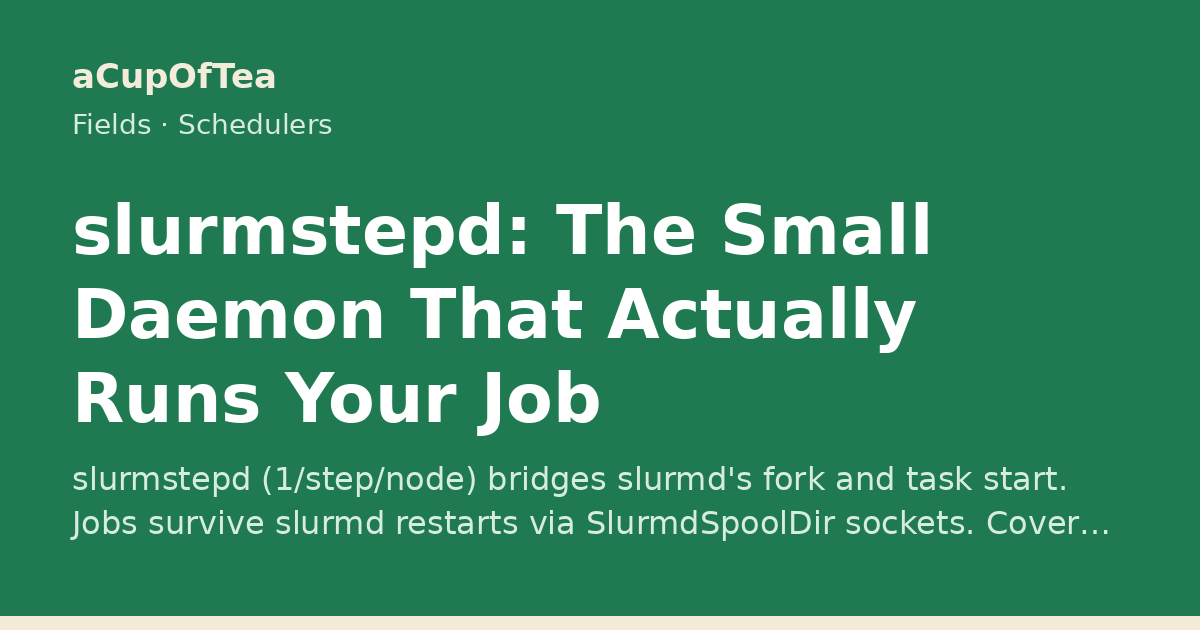 aCupOfTea
Fields · Schedulers
slurmstepd: The Small
Daemon That Actually
Runs Your Job
slurmstepd (1/step/node) bridges slurmd's fork and task start.
Jobs survive slurmd restarts via SlurmdSpoolDir sockets. Cover…